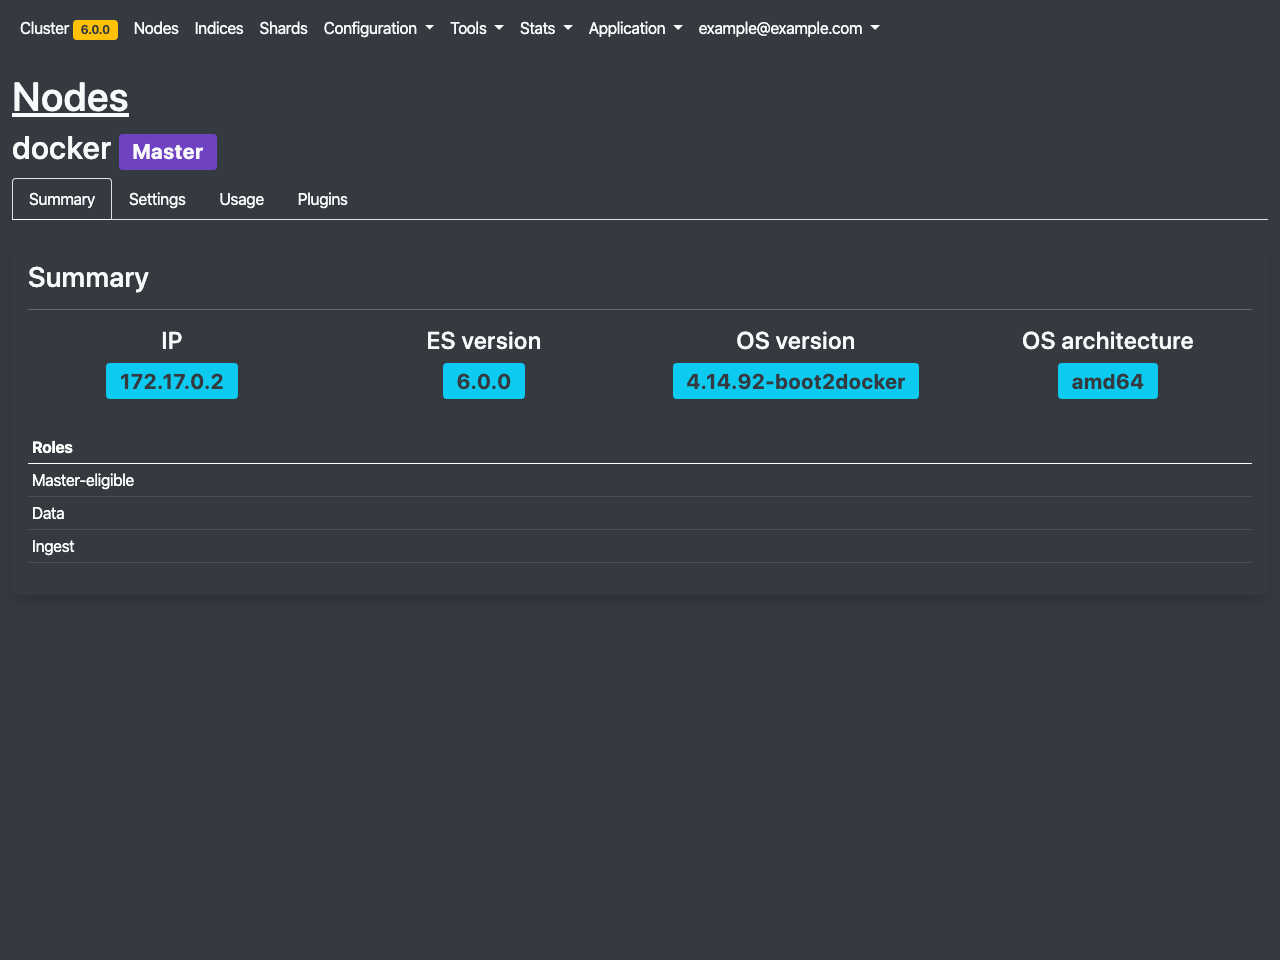 Cluster 6.0.0 Nodes Indices Shards Configuration Tools Stats Application example@example.com
Nodes
docker Master
Summary Settings Usage Plugins
Summary
IP ES version OS version OS architecture
172.17.0.2 6.0.0 4.14.92-boot2docker amd64
Roles
Master-eligible
Data
Ingest